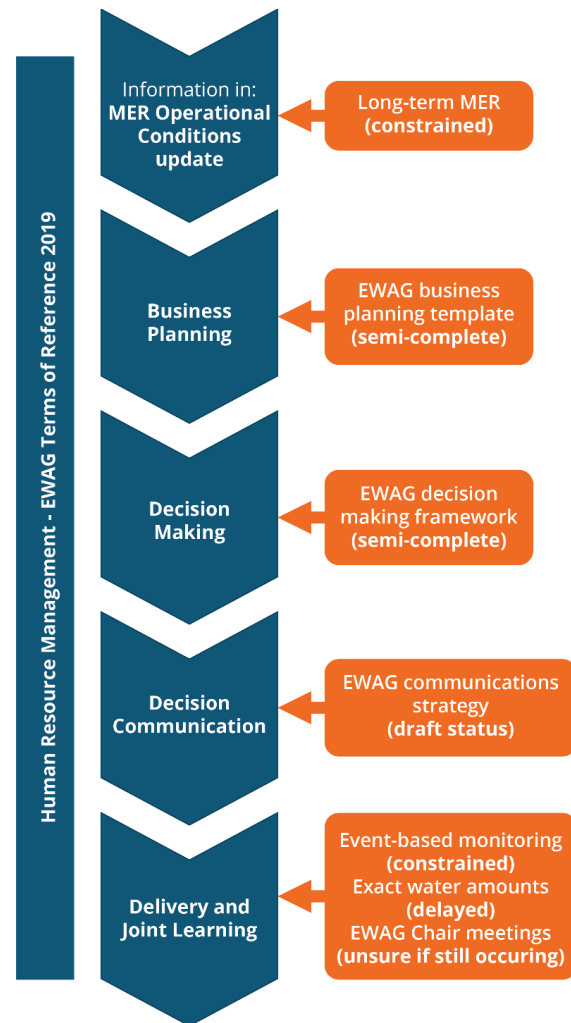 Human Resource Management - EWAG Terms of Reference 2019
Information in:
MER Operational
Conditions
update
Long-term MER
(constrained)
Business
Planning
EWAG business
planning template
(semi-complete)
Decision
Making
EWAG decision
making framework
(semi-complete)
Decision
Communication
EWAG communications
strategy
(draft status)
Delivery and
Joint Learning
Event-based monitoring
(constrained)
Exact water amounts
(delayed)
EWAG Chair meetings
(unsure if still occuring)